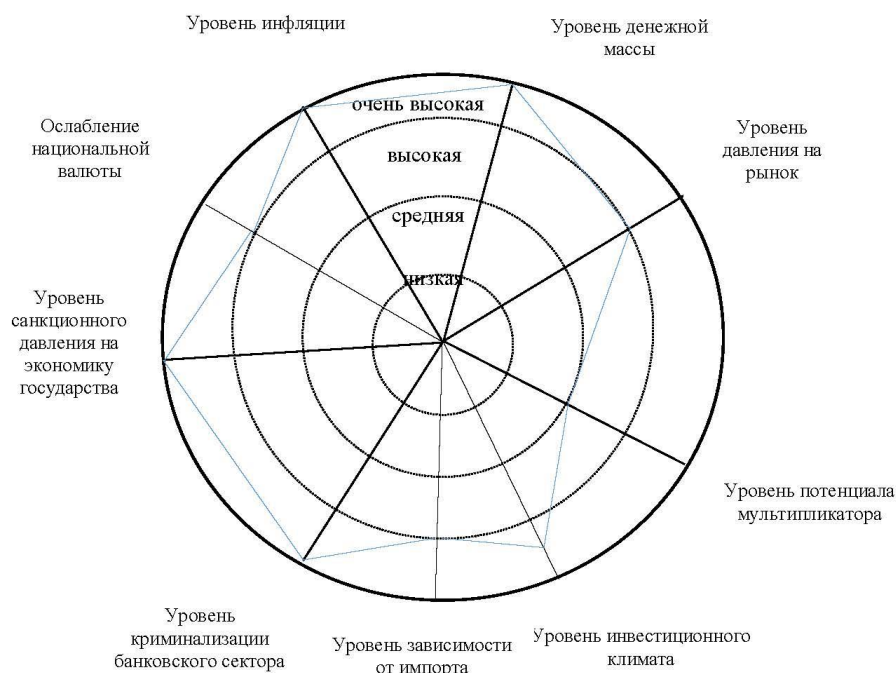 Уровень инфляции
Уровень денежной
массы
очень высокая
Ослабление
национальной
валюты
Уровень
давления на
рынок
высокая
средняя
низкая
Уровень
санкционного
давления на
экономику
государства
Уровень потенциала
мультипликатора
Уровень
криминализации
банковского сектора
Уровень зависимости
от импорта
Уровень инвестиционного
климата